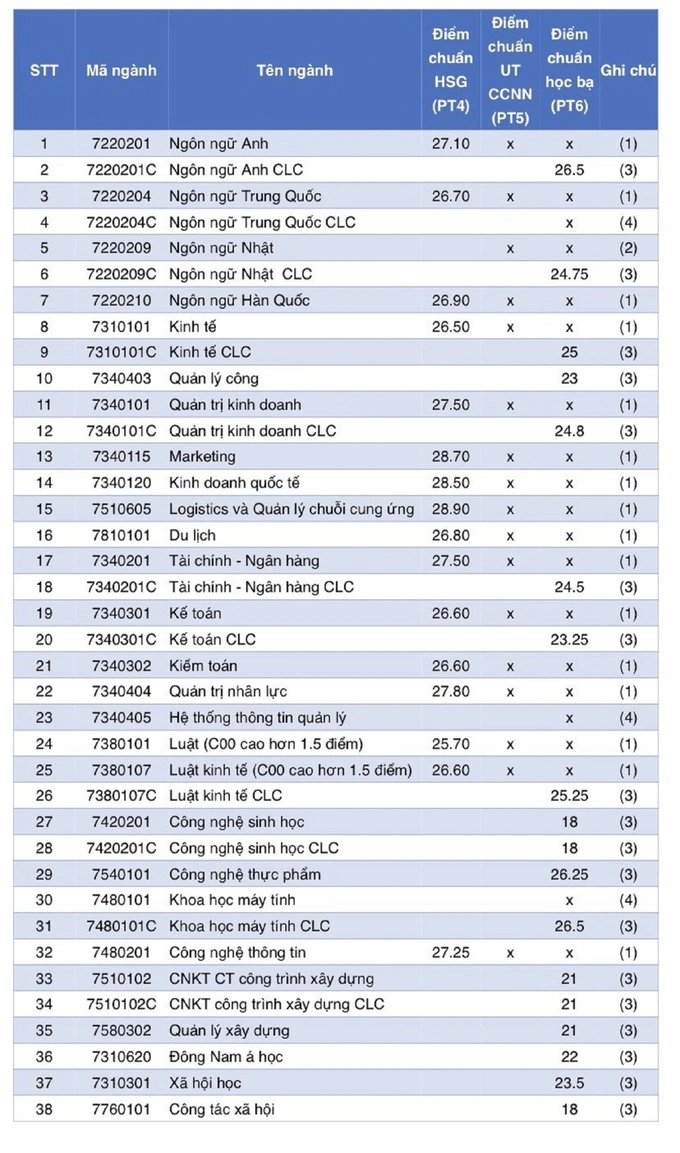 STT Mã ngành Tên ngành Điểm chuẩn HSG (PT4) Điểm chuẩn UT CCNN (PT5) Điểm chuẩn học bạ (PT6) Ghi chú
1 7220201 Ngôn ngữ Anh 27.10 x x (1)
2 7220201C Ngôn ngữ Anh CLC 26.5 (3)
3 7220204 Ngôn ngữ Trung Quốc 26.70 x x (1)
4 7220204C Ngôn ngữ Trung Quốc CLC x (4)
5 7220209 Ngôn ngữ Nhật x x (2)
6 7220209C Ngôn ngữ Nhật CLC 24.75 (3)
7 7220210 Ngôn ngữ Hàn Quốc 26.90 x x (1)
8 7310101 Kinh tế 26.50 x x (1)
9 7310101C Kinh tế CLC 25 (3)
10 7340403 Quản lý công 23 (3)
11 7340101 Quản trị kinh doanh 27.50 x x (1)
12 7340101C Quản trị kinh doanh CLC 24.8 (3)
13 7340115 Marketing 28.70 x x (1)
14 7340120 Kinh doanh quốc tế 28.50 x x (1)
15 7510605 Logistics và Quản lý chuỗi cung ứng 28.90 x x (1)
16 7810101 Du lịch 26.80 x x (1)
17 7340201 Tài chính - Ngân hàng 27.50 x x (1)
18 7340201C Tài chính - Ngân hàng CLC 24.5 (3)
19 7340301 Kế toán 26.60 x x (1)
20 7340301C Kế toán CLC 23.25 (3)
21 7340302 Kiểm toán 26.60 x x (1)
22 7340404 Quản trị nhân lực 27.80 x x (1)
23 7340405 Hệ thống thông tin quản lý x (4)
24 7380101 Luật (C00 cao hơn 1.5 điểm) 25.70 x x (1)
25 7380107 Luật kinh tế (C00 cao hơn 1.5 điểm) 26.60 x x (1)
26 7380107C Luật kinh tế CLC 25.25 (3)
27 7420201 Công nghệ sinh học 18 (3)
28 7420201C Công nghệ sinh học CLC 18 (3)
29 7540101 Công nghệ thực phẩm 26.25 (3)
30 7480101 Khoa học máy tính x (4)
31 7480101C Khoa học máy tính CLC 26.5 (3)
32 7480201 Công nghệ thông tin 27.25 x x (1)
33 7510102 CNKT CT công trình xây dựng 21 (3)
34 7510102C CNKT công trình xây dựng CLC 21 (3)
35 7580302 Quản lý xây dựng 21 (3)
36 7310620 Đông Nam á học 22 (3)
37 7310301 Xã hội học 23.5 (3)
38 7760101 Công tác xã hội 18 (3)